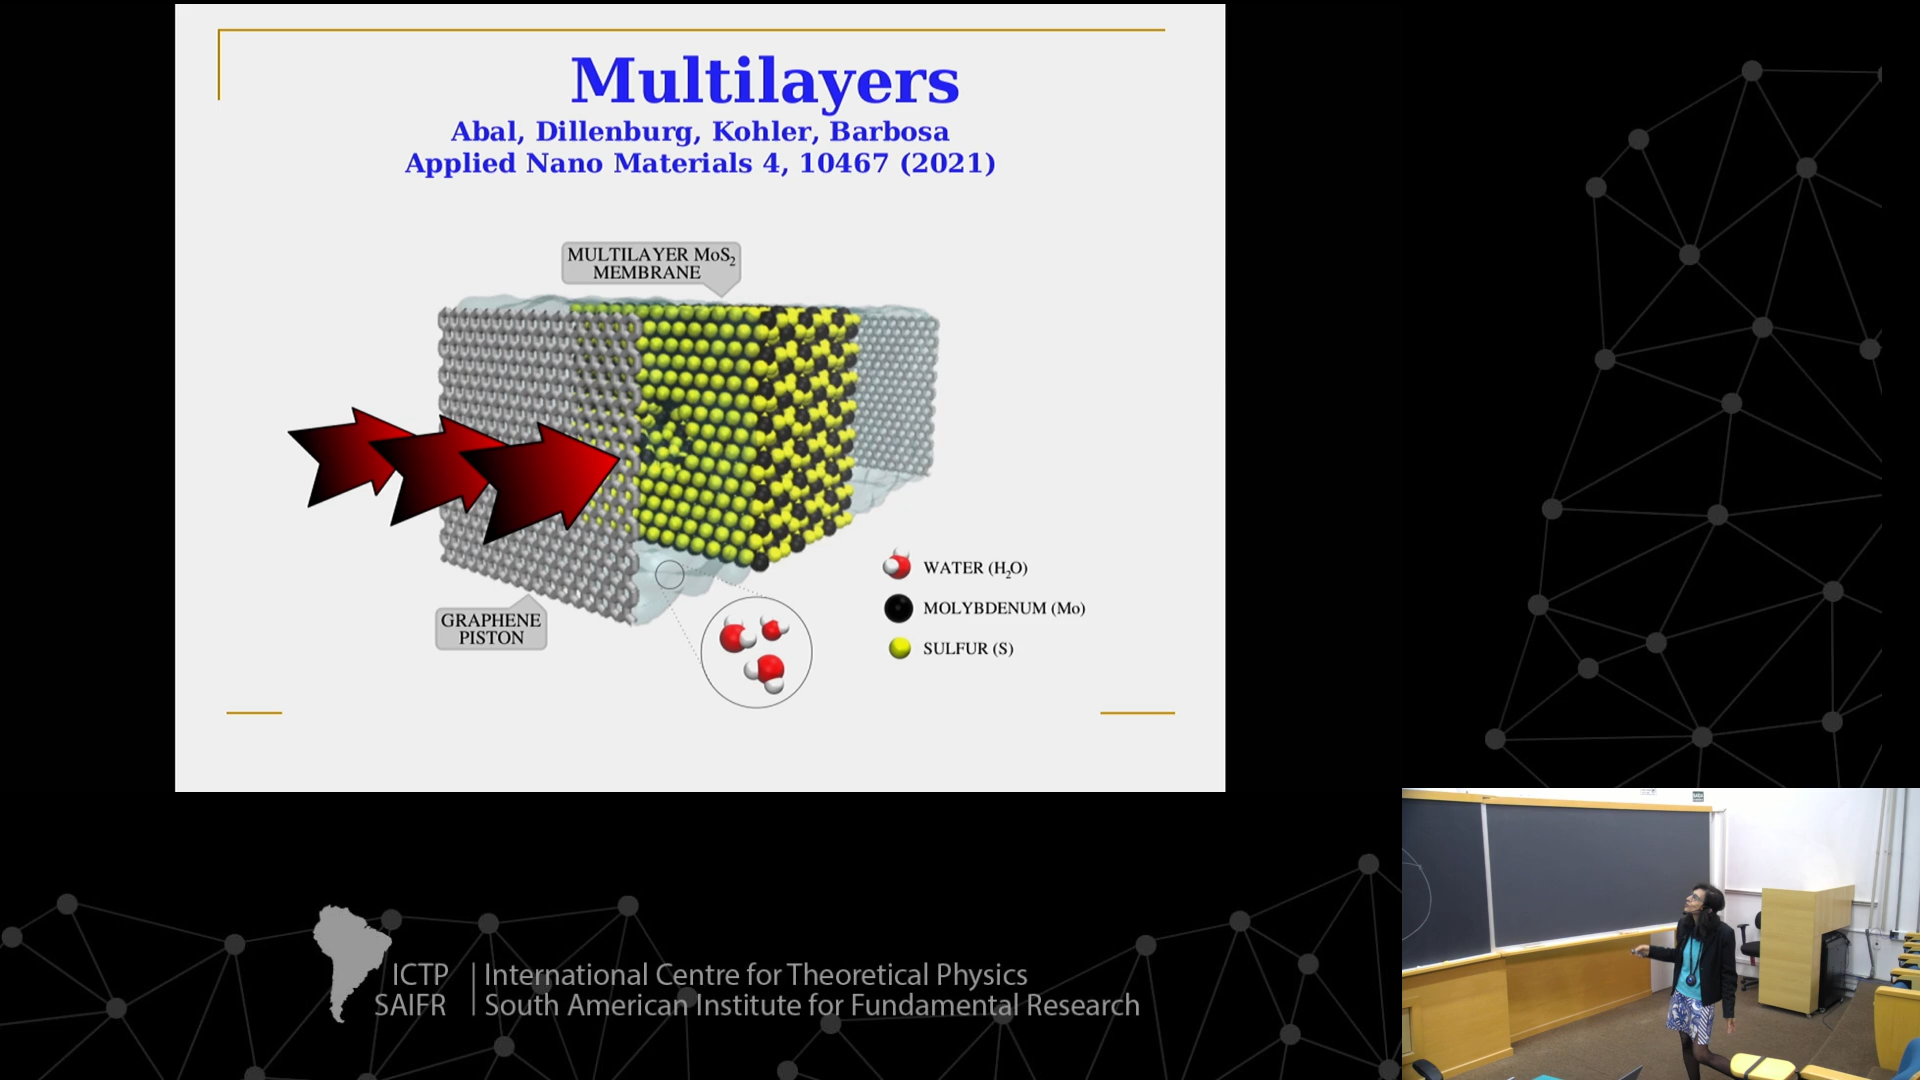 Multilayers
Abal, Dillenburg, Kohler, Barbosa
Applied Nano Materials 4, 10467 (2021)
MULTILAYER MoS₂
MEMBRANE
GRAPHENE
PISTON
WATER (H₂O)
MOLYBDENUM (Mo)
SULFUR (S)
ICTP | International Centre for Theoretical Physics
SAIFR | South American Institute for Fundamental Research